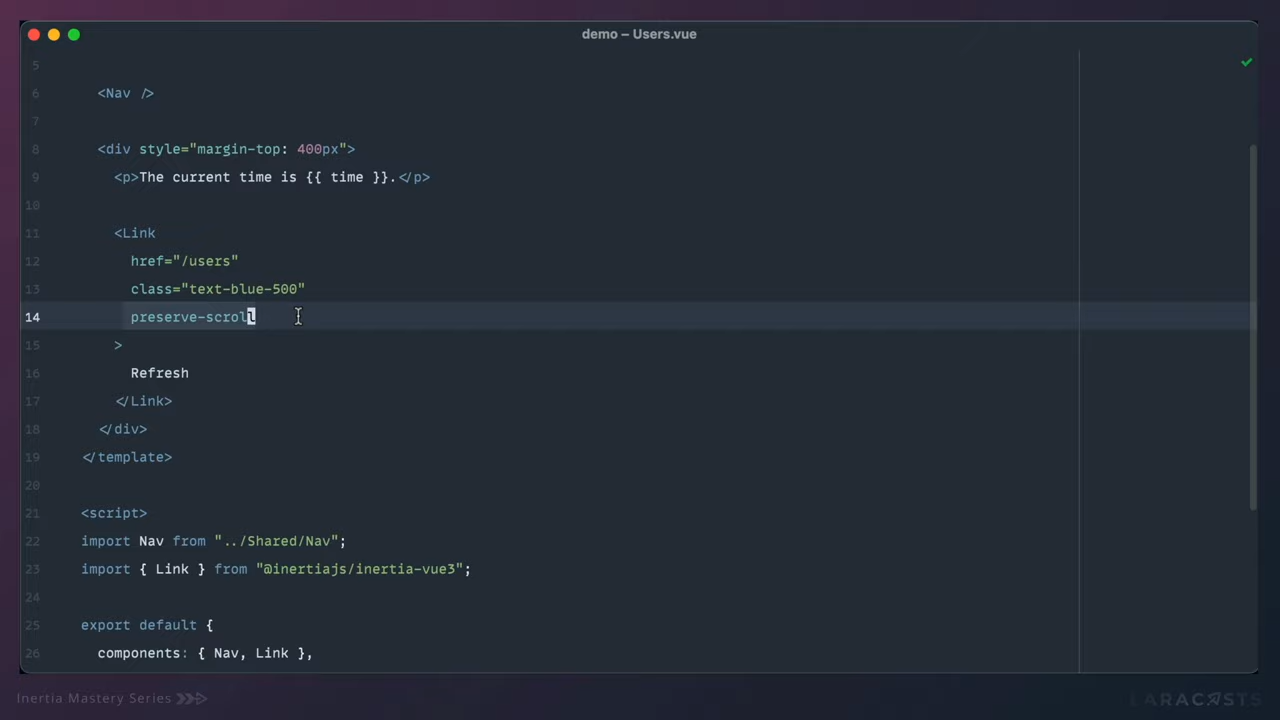 demo – Users.vue
5
6 <Nav />
7
8 <div style="margin-top: 400px">
9 <p>The current time is {{ time }}.</p>
10
11 <Link
12 href="/users"
13 class="text-blue-500"
14 preserve-scroll
15 >
16 Refresh
17 </Link>
18 </div>
19 </template>
20
21 <script>
22 import Nav from "../Shared/Nav";
23 import { Link } from "@inertiajs/inertia-vue3";
24
25 export default {
26 components: { Nav, Link },
Inertia Mastery Series
LARACASTS